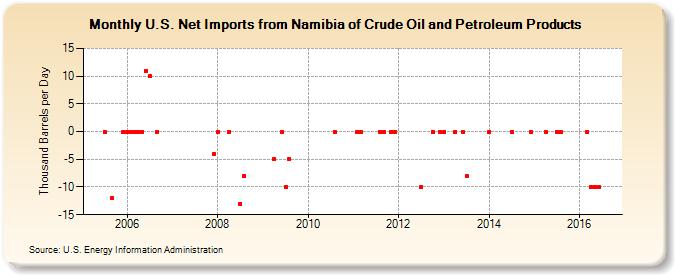 Monthly U.S. Net Imports from Namibia of Crude Oil and Petroleum Products
Thousand Barrels per Day
15
10
5
0
-5
-10
-15
2006 2008 2010 2012 2014 2016
Source: U.S. Energy Information Administration